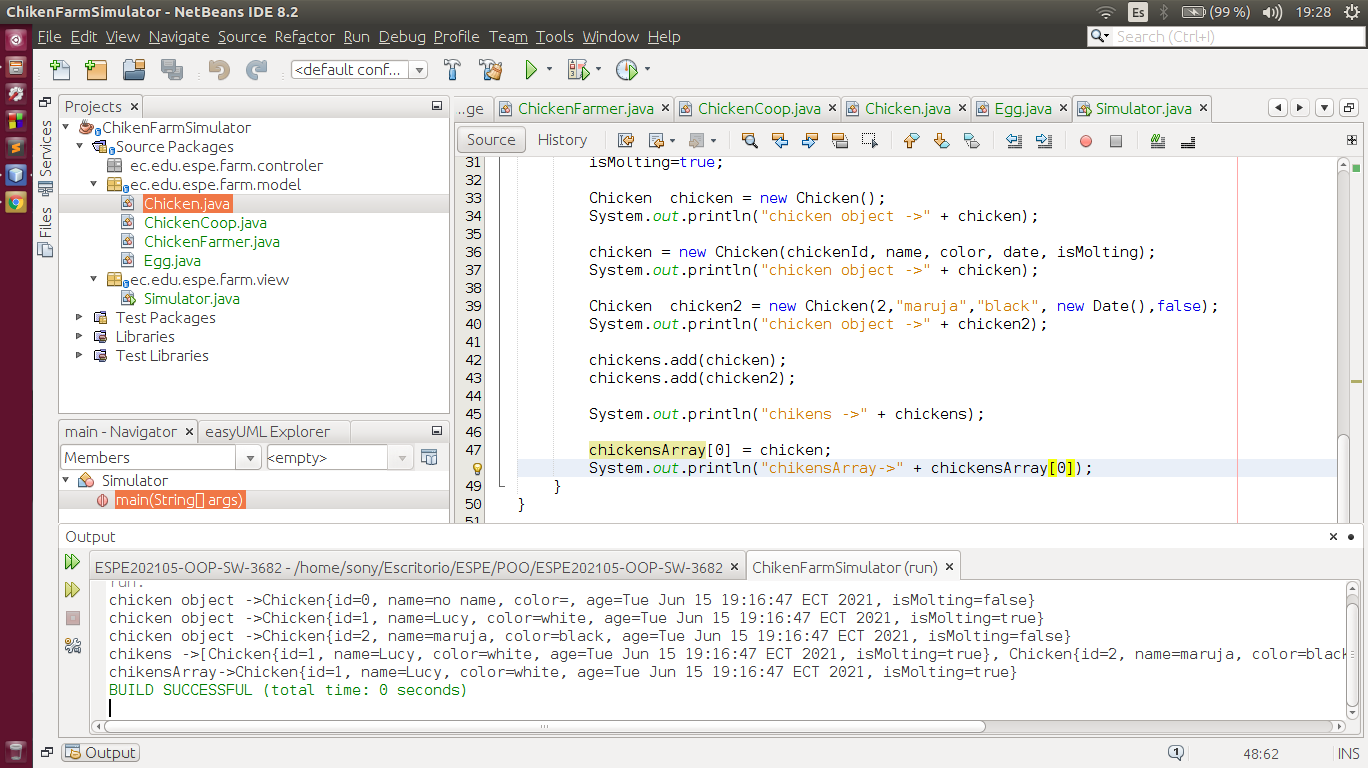 ChikenFarmSimulator - NetBeans IDE 8.2
Es
(99 %)
19:28
File Edit View Navigate Source Refactor Run Debug Profile Team Tools Window Help
Search (Ctrl+I)
<default conf...
Services
Files
Projects
ChikenFarmSimulator
Source Packages
ec.edu.espe.farm.controler
ec.edu.espe.farm.model
Chicken.java
ChickenCoop.java
ChickenFarmer.java
Egg.java
ec.edu.espe.farm.view
Simulator.java
Test Packages
Libraries
Test Libraries
main - Navigator
easyUML Explorer
Members
<empty>
Simulator
main(String[] args)
..ge
ChickenFarmer.java
ChickenCoop.java
Chicken.java
Egg.java
Simulator.java
Source
History
31 isMolting=true;
32
33 Chicken  chicken = new Chicken();
34 System.out.println("chicken object ->" + chicken);
35
36 chicken = new Chicken(chickenId, name, color, date, isMolting);
37 System.out.println("chicken object ->" + chicken);
38
39 Chicken  chicken2 = new Chicken(2,"maruja","black", new Date(),false);
40 System.out.println("chicken object ->" + chicken2);
41
42 chickens.add(chicken);
43 chickens.add(chicken2);
44
45 System.out.println("chikens ->" + chickens);
46
47 chickensArray[0] = chicken;
System.out.println("chikensArray->" + chickensArray[0]);
49 }
50 }
51
Output
ESPE202105-OOP-SW-3682 - /home/sony/Escritorio/ESPE/POO/ESPE202105-OOP-SW-3682
ChikenFarmSimulator (run)
run:
chicken object ->Chicken{id=0, name=no name, color=, age=Tue Jun 15 19:16:47 ECT 2021, isMolting=false}
chicken object ->Chicken{id=1, name=Lucy, color=white, age=Tue Jun 15 19:16:47 ECT 2021, isMolting=true}
chicken object ->Chicken{id=2, name=maruja, color=black, age=Tue Jun 15 19:16:47 ECT 2021, isMolting=false}
chikens ->[Chicken{id=1, name=Lucy, color=white, age=Tue Jun 15 19:16:47 ECT 2021, isMolting=true}, Chicken{id=2, name=maruja, color=black
chikensArray->Chicken{id=1, name=Lucy, color=white, age=Tue Jun 15 19:16:47 ECT 2021, isMolting=true}
BUILD SUCCESSFUL (total time: 0 seconds)
Output
1
48:62
INS